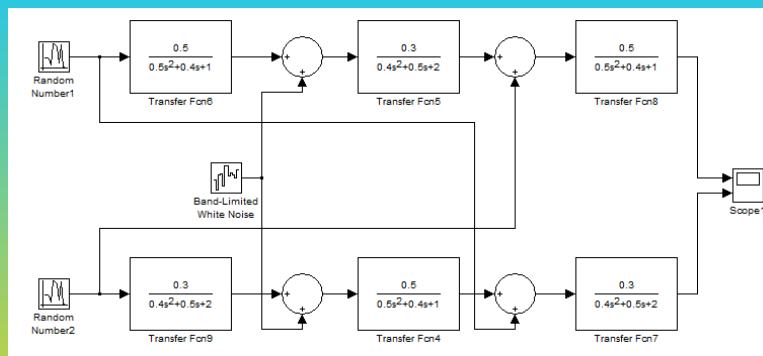 Random
Number1
0.5
0.5s²+0.4s+1
Transfer Fcn6
+
+
0.3
0.4s²+0.5s+2
Transfer Fcn5
+
+
0.5
0.5s²+0.4s+1
Transfer Fcn8
Band-Limited
White Noise
Scope1
Random
Number2
0.3
0.4s²+0.5s+2
Transfer Fcn9
+
+
0.5
0.5s²+0.4s+1
Transfer Fcn4
+
+
0.3
0.4s²+0.5s+2
Transfer Fcn7